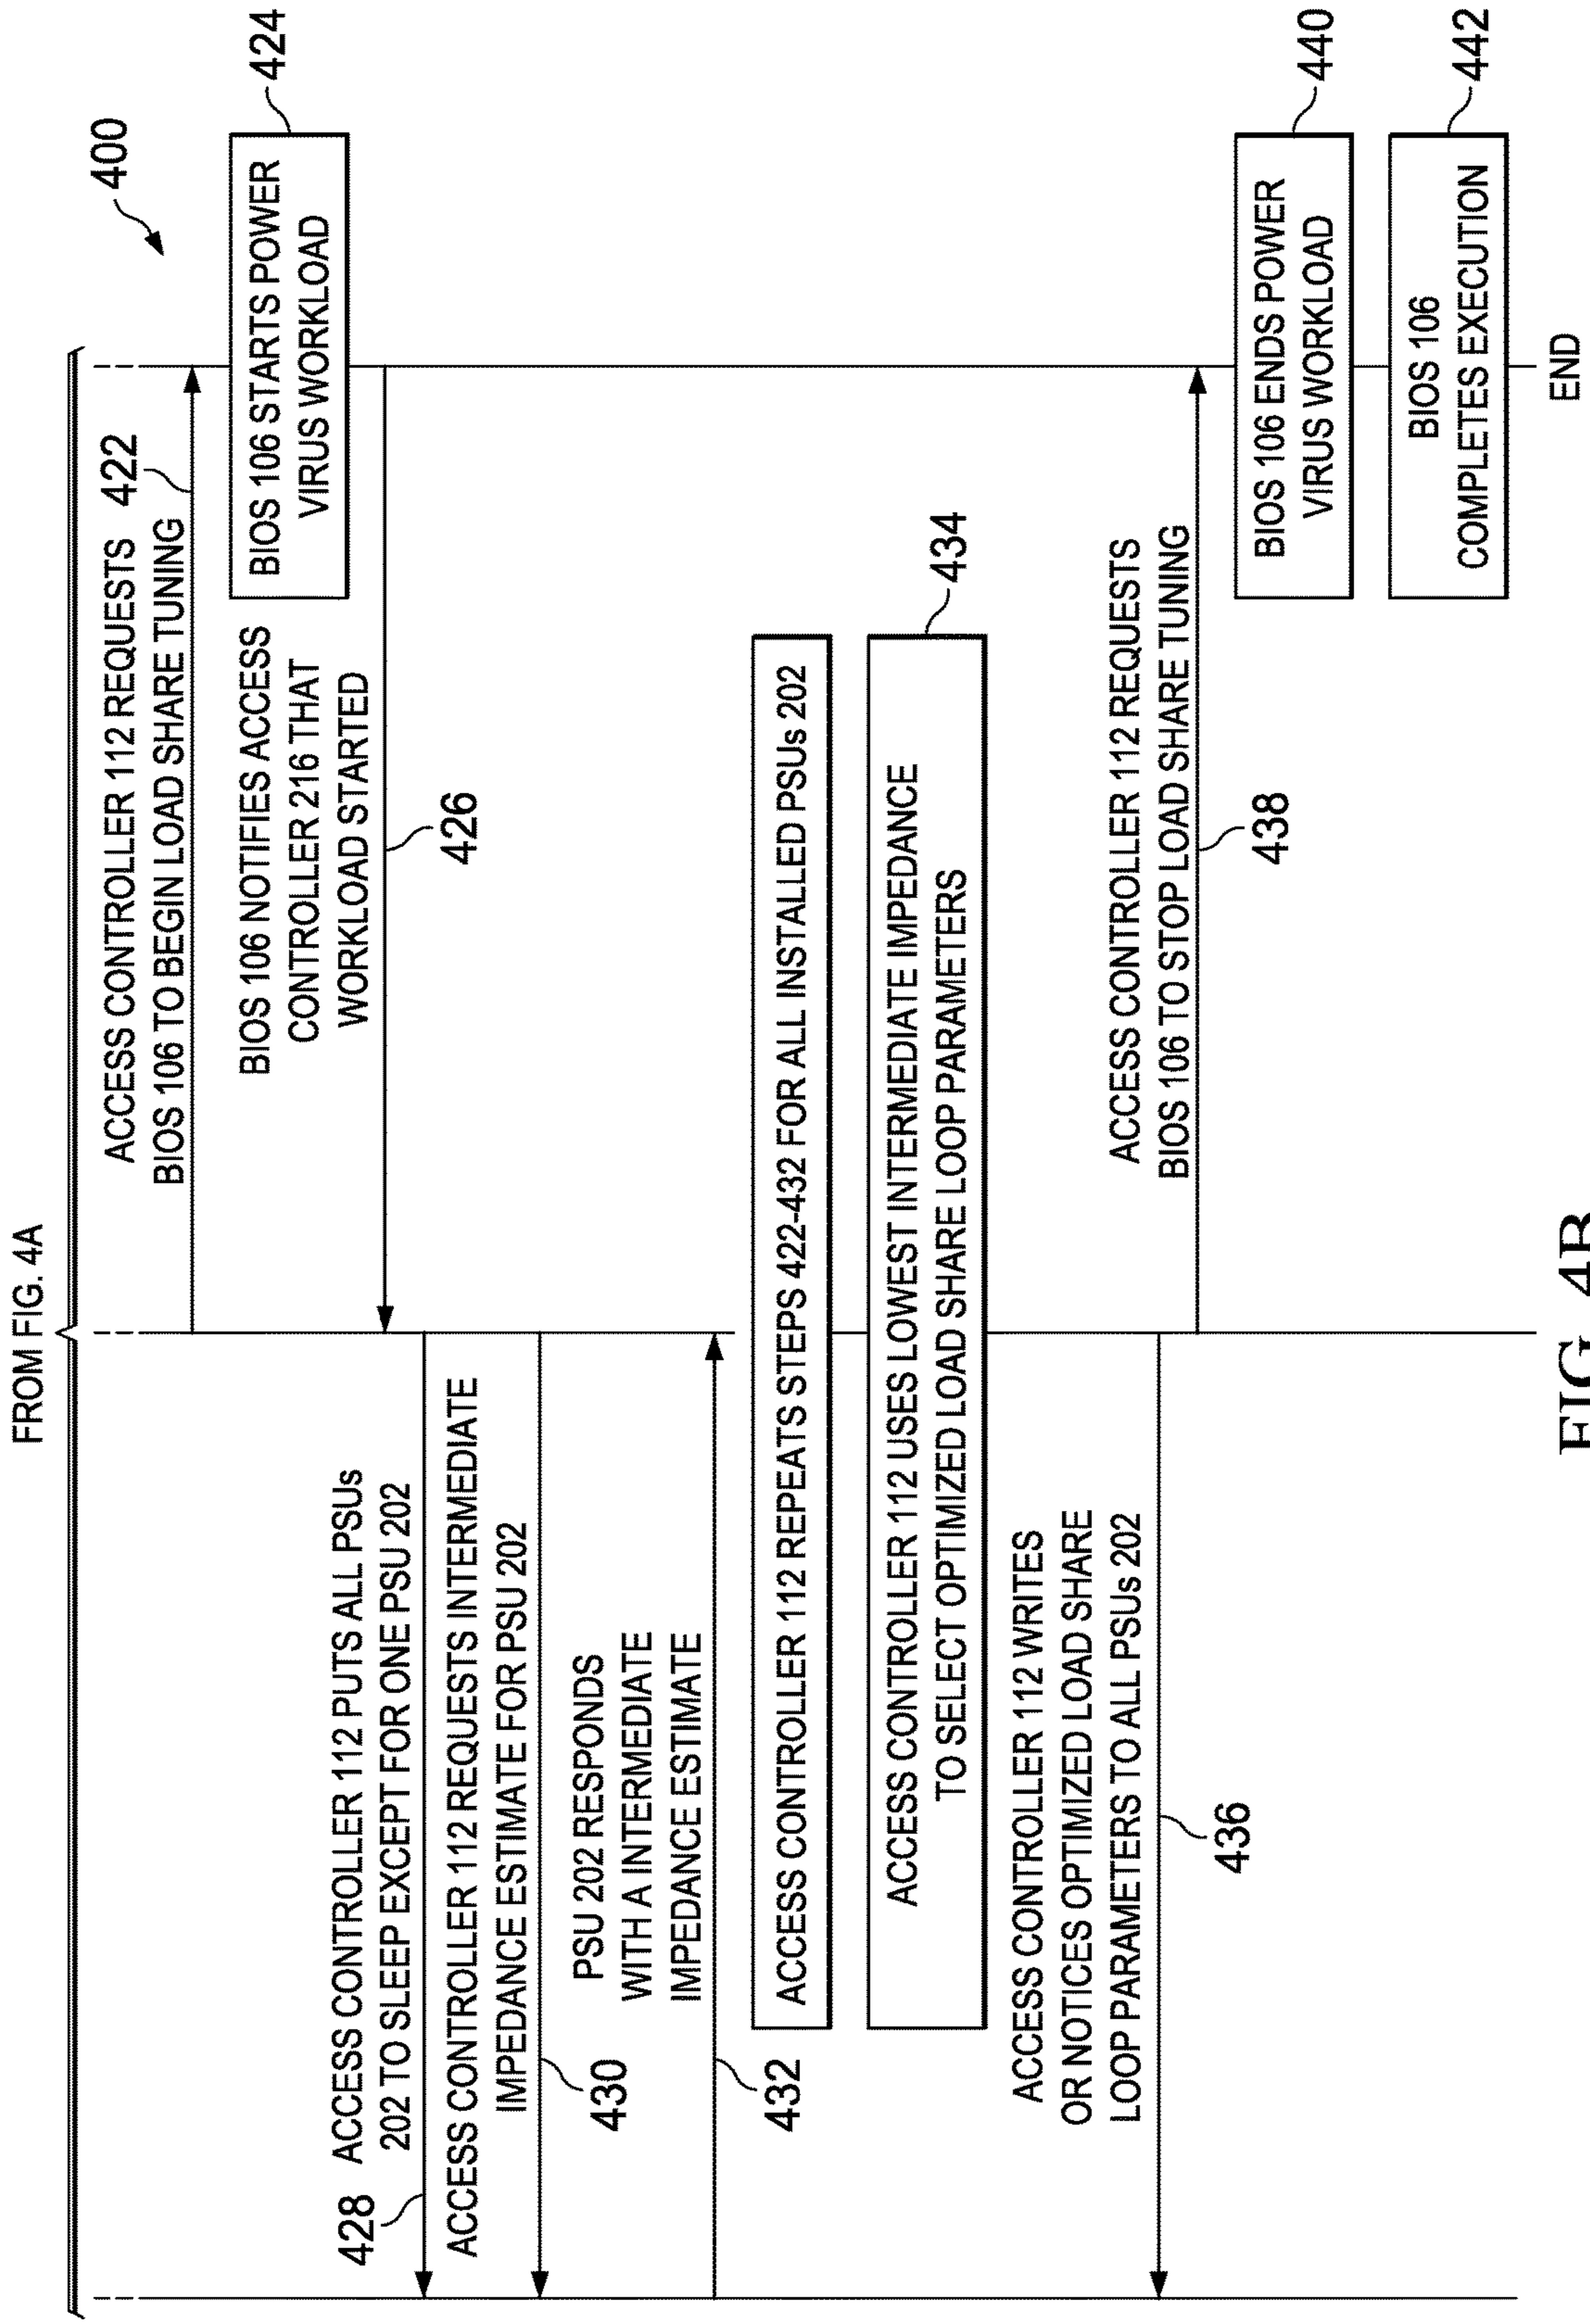 FROM FIG. 4A
400
ACCESS CONTROLLER 112 REQUESTS
BIOS 106 TO BEGIN LOAD SHARE TUNING
422
BIOS 106 STARTS POWER
VIRUS WORKLOAD
424
BIOS 106 NOTIFIES ACCESS
CONTROLLER 216 THAT
WORKLOAD STARTED
426
428
ACCESS CONTROLLER 112 PUTS ALL PSUs
202 TO SLEEP EXCEPT FOR ONE PSU 202
ACCESS CONTROLLER 112 REQUESTS INTERMEDIATE
IMPEDANCE ESTIMATE FOR PSU 202
430
PSU 202 RESPONDS
WITH A INTERMEDIATE
IMPEDANCE ESTIMATE
432
ACCESS CONTROLLER 112 REPEATS STEPS 422-432 FOR ALL INSTALLED PSUs 202
ACCESS CONTROLLER 112 USES LOWEST INTERMEDIATE IMPEDANCE
TO SELECT OPTIMIZED LOAD SHARE LOOP PARAMETERS
434
ACCESS CONTROLLER 112 WRITES
OR NOTICES OPTIMIZED LOAD SHARE
LOOP PARAMETERS TO ALL PSUs 202
436
ACCESS CONTROLLER 112 REQUESTS
BIOS 106 TO STOP LOAD SHARE TUNING
438
BIOS 106 ENDS POWER
VIRUS WORKLOAD
440
BIOS 106
COMPLETES EXECUTION
442
END
FIG. 4B